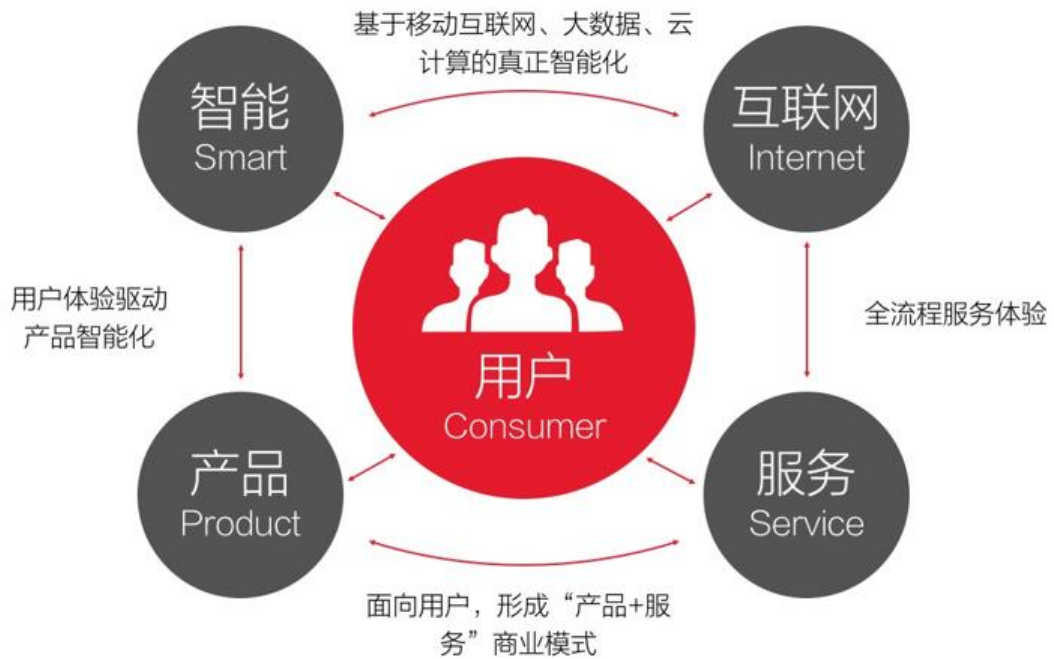 基于移动互联网、大数据、云
计算的真正智能化
智能
Smart
互联网
Internet
用户体验驱动
产品智能化
用户
Consumer
全流程服务体验
产品
Product
服务
Service
面向用户，形成“产品+服
务”商业模式